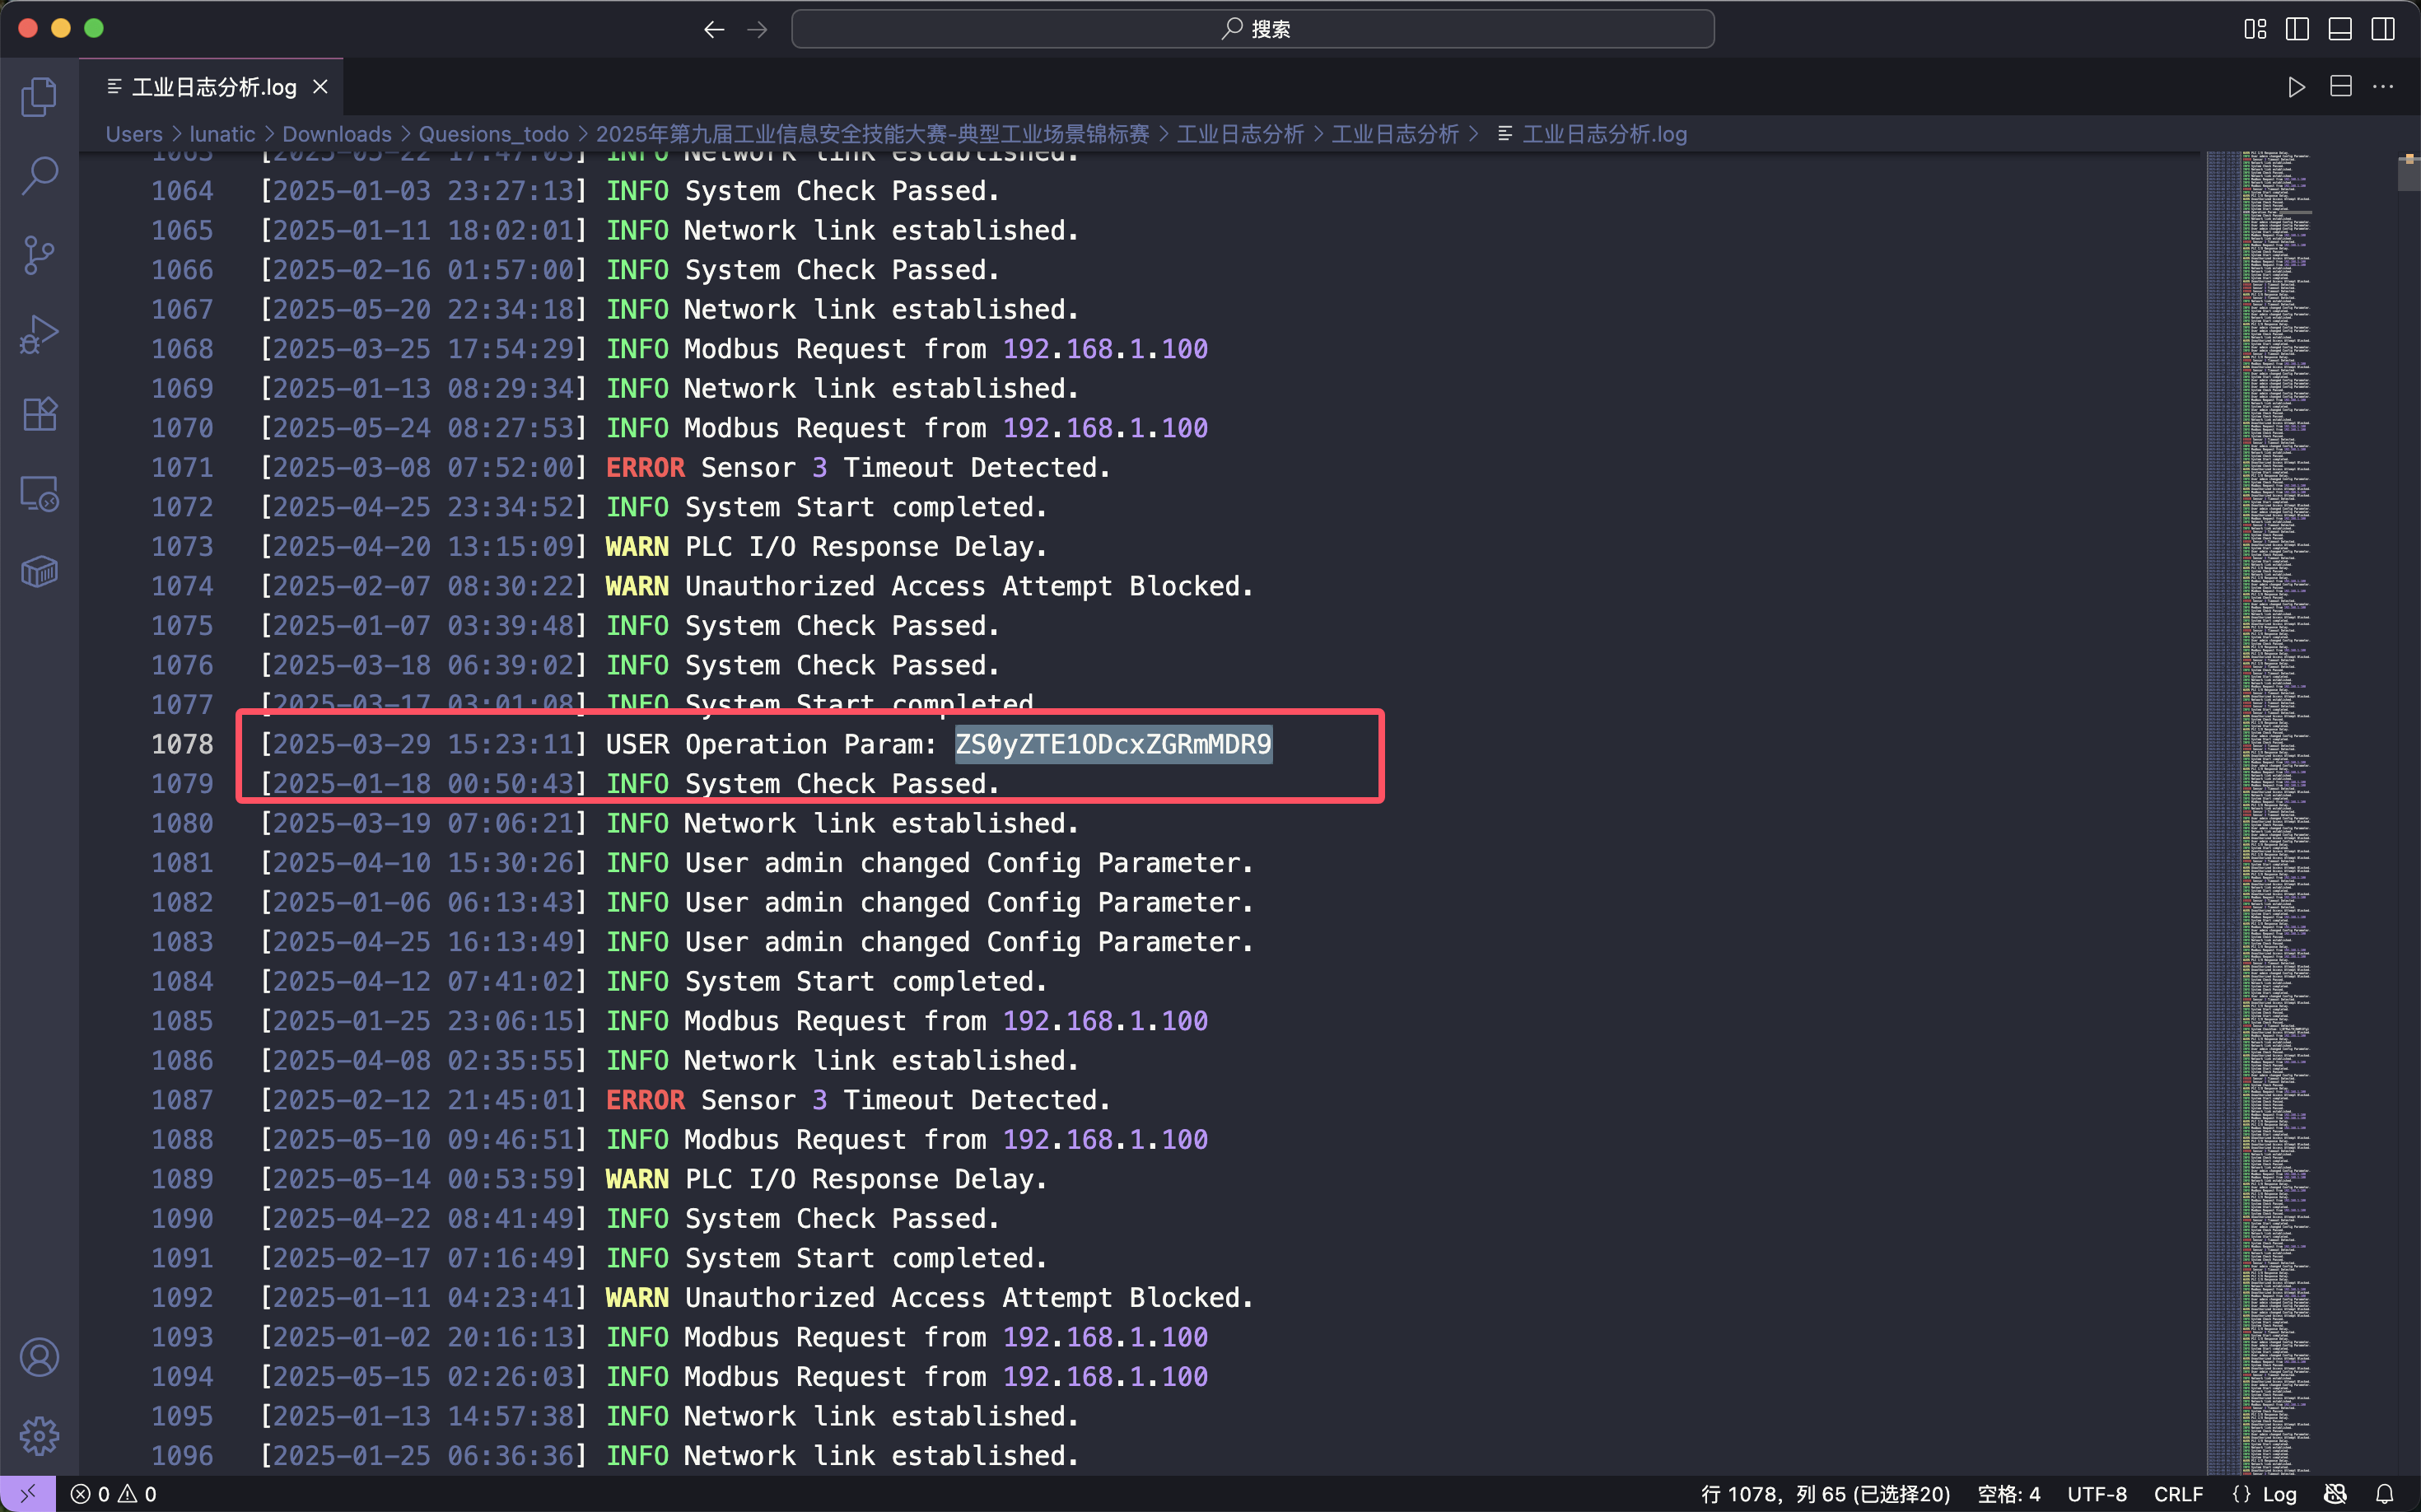 搜索
工业日志分析.log
Users > lunatic > Downloads > Quesions_todo > 2025年第九届工业信息安全技能大赛-典型工业场景锦标赛 > 工业日志分析 > 工业日志分析 > 工业日志分析.log
1063 [2025-03-22 17:47:03] INFO Network link established.
1064 [2025-01-03 23:27:13] INFO System Check Passed.
1065 [2025-01-11 18:02:01] INFO Network link established.
1066 [2025-02-16 01:57:00] INFO System Check Passed.
1067 [2025-05-20 22:34:18] INFO Network link established.
1068 [2025-03-25 17:54:29] INFO Modbus Request from 192.168.1.100
1069 [2025-01-13 08:29:34] INFO Network link established.
1070 [2025-05-24 08:27:53] INFO Modbus Request from 192.168.1.100
1071 [2025-03-08 07:52:00] ERROR Sensor 3 Timeout Detected.
1072 [2025-04-25 23:34:52] INFO System Start completed.
1073 [2025-04-20 13:15:09] WARN PLC I/O Response Delay.
1074 [2025-02-07 08:30:22] WARN Unauthorized Access Attempt Blocked.
1075 [2025-01-07 03:39:48] INFO System Check Passed.
1076 [2025-03-18 06:39:02] INFO System Check Passed.
1077 [2025-03-17 03:01:08] INFO System Start completed.
1078 [2025-03-29 15:23:11] USER Operation Param: ZS0yZTE1ODcxZGRmMDR9
1079 [2025-01-18 00:50:43] INFO System Check Passed.
1080 [2025-03-19 07:06:21] INFO Network link established.
1081 [2025-04-10 15:30:26] INFO User admin changed Config Parameter.
1082 [2025-01-06 06:13:43] INFO User admin changed Config Parameter.
1083 [2025-04-25 16:13:49] INFO User admin changed Config Parameter.
1084 [2025-04-12 07:41:02] INFO System Start completed.
1085 [2025-01-25 23:06:15] INFO Modbus Request from 192.168.1.100
1086 [2025-04-08 02:35:55] INFO Network link established.
1087 [2025-02-12 21:45:01] ERROR Sensor 3 Timeout Detected.
1088 [2025-05-10 09:46:51] INFO Modbus Request from 192.168.1.100
1089 [2025-05-14 00:53:59] WARN PLC I/O Response Delay.
1090 [2025-04-22 08:41:49] INFO System Check Passed.
1091 [2025-02-17 07:16:49] INFO System Start completed.
1092 [2025-01-11 04:23:41] WARN Unauthorized Access Attempt Blocked.
1093 [2025-01-02 20:16:13] INFO Modbus Request from 192.168.1.100
1094 [2025-05-15 02:26:03] INFO Modbus Request from 192.168.1.100
1095 [2025-01-13 14:57:38] INFO Network link established.
1096 [2025-01-25 06:36:36] INFO Network link established.
0 0 行 1078，列 65 (已选择20) 空格: 4 UTF-8 CRLF {} Log